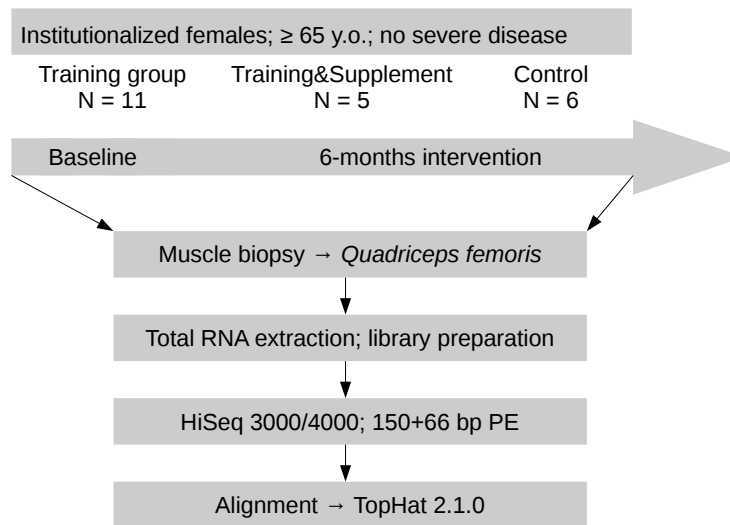 Institutionalized females; ≥ 65 y.o.; no severe disease
Training group
N = 11
Training&Supplement
N = 5
Control
N = 6
Baseline
6-months intervention
Muscle biopsy → Quadriceps femoris
Total RNA extraction; library preparation
HiSeq 3000/4000; 150+66 bp PE
Alignment → TopHat 2.1.0